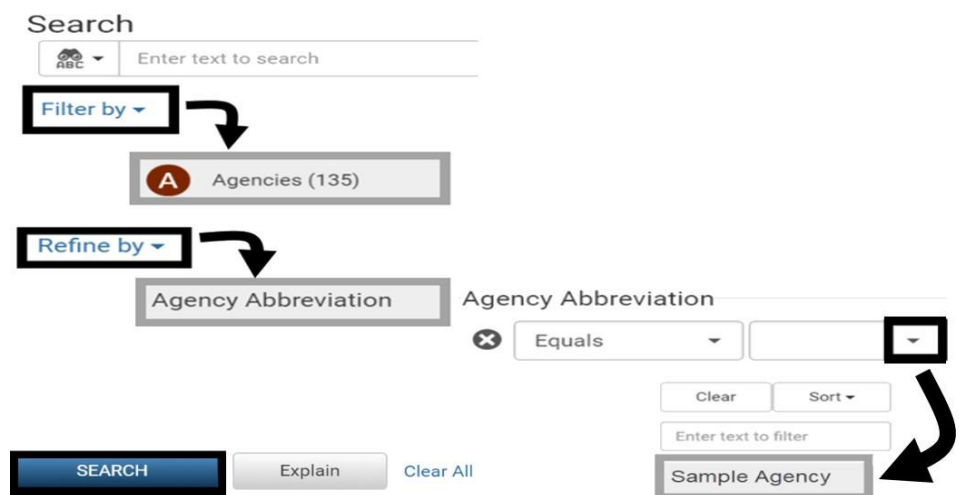 Search
ABC Enter text to search
Filter by
A Agencies (135)
Refine by
Agency Abbreviation
Agency Abbreviation
Equals
Clear Sort
Enter text to filter
Sample Agency
SEARCH Explain Clear All